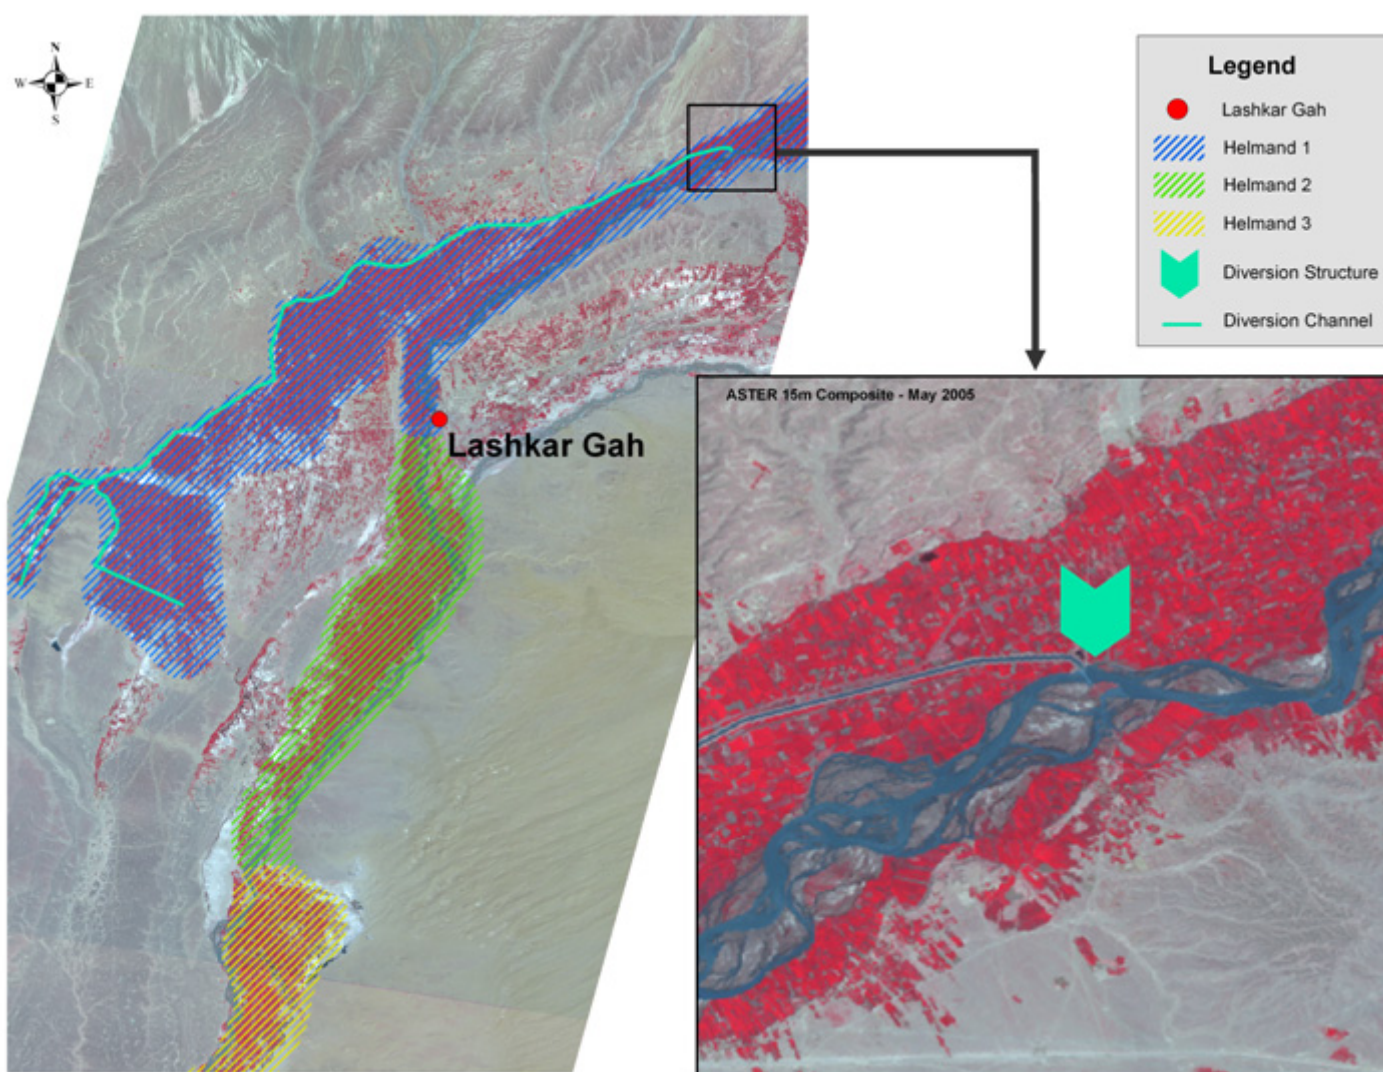 N
W E
S
Lashkar Gah
Legend
Lashkar Gah
Helmand 1
Helmand 2
Helmand 3
Diversion Structure
Diversion Channel
ASTER 15m Composite - May 2005